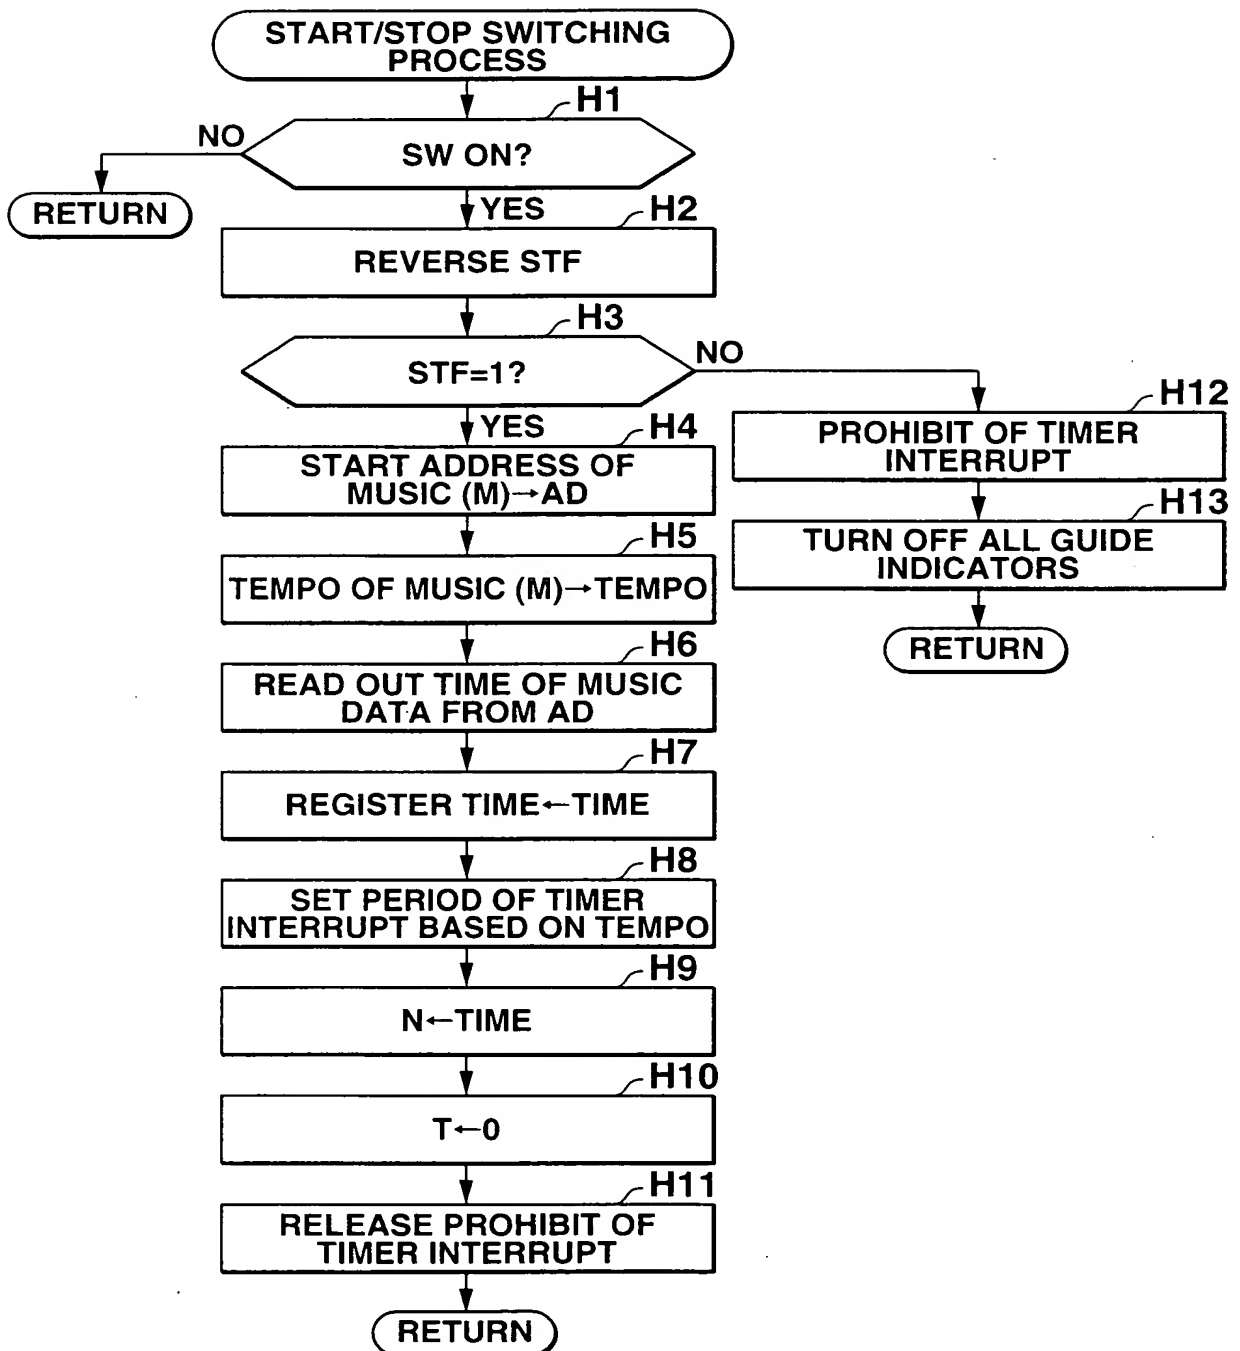 START/STOP SWITCHING
PROCESS
H1
NO
SW ON?
RETURN
YES
H2
REVERSE STF
H3
NO
STF=1?
YES
H4
START ADDRESS OF
MUSIC (M)→AD
H5
TEMPO OF MUSIC (M)→TEMPO
H6
READ OUT TIME OF MUSIC
DATA FROM AD
H7
REGISTER TIME←TIME
H8
SET PERIOD OF TIMER
INTERRUPT BASED ON TEMPO
H9
N←TIME
H10
T←0
H11
RELEASE PROHIBIT OF
TIMER INTERRUPT
RETURN
H12
PROHIBIT OF TIMER
INTERRUPT
H13
TURN OFF ALL GUIDE
INDICATORS
RETURN